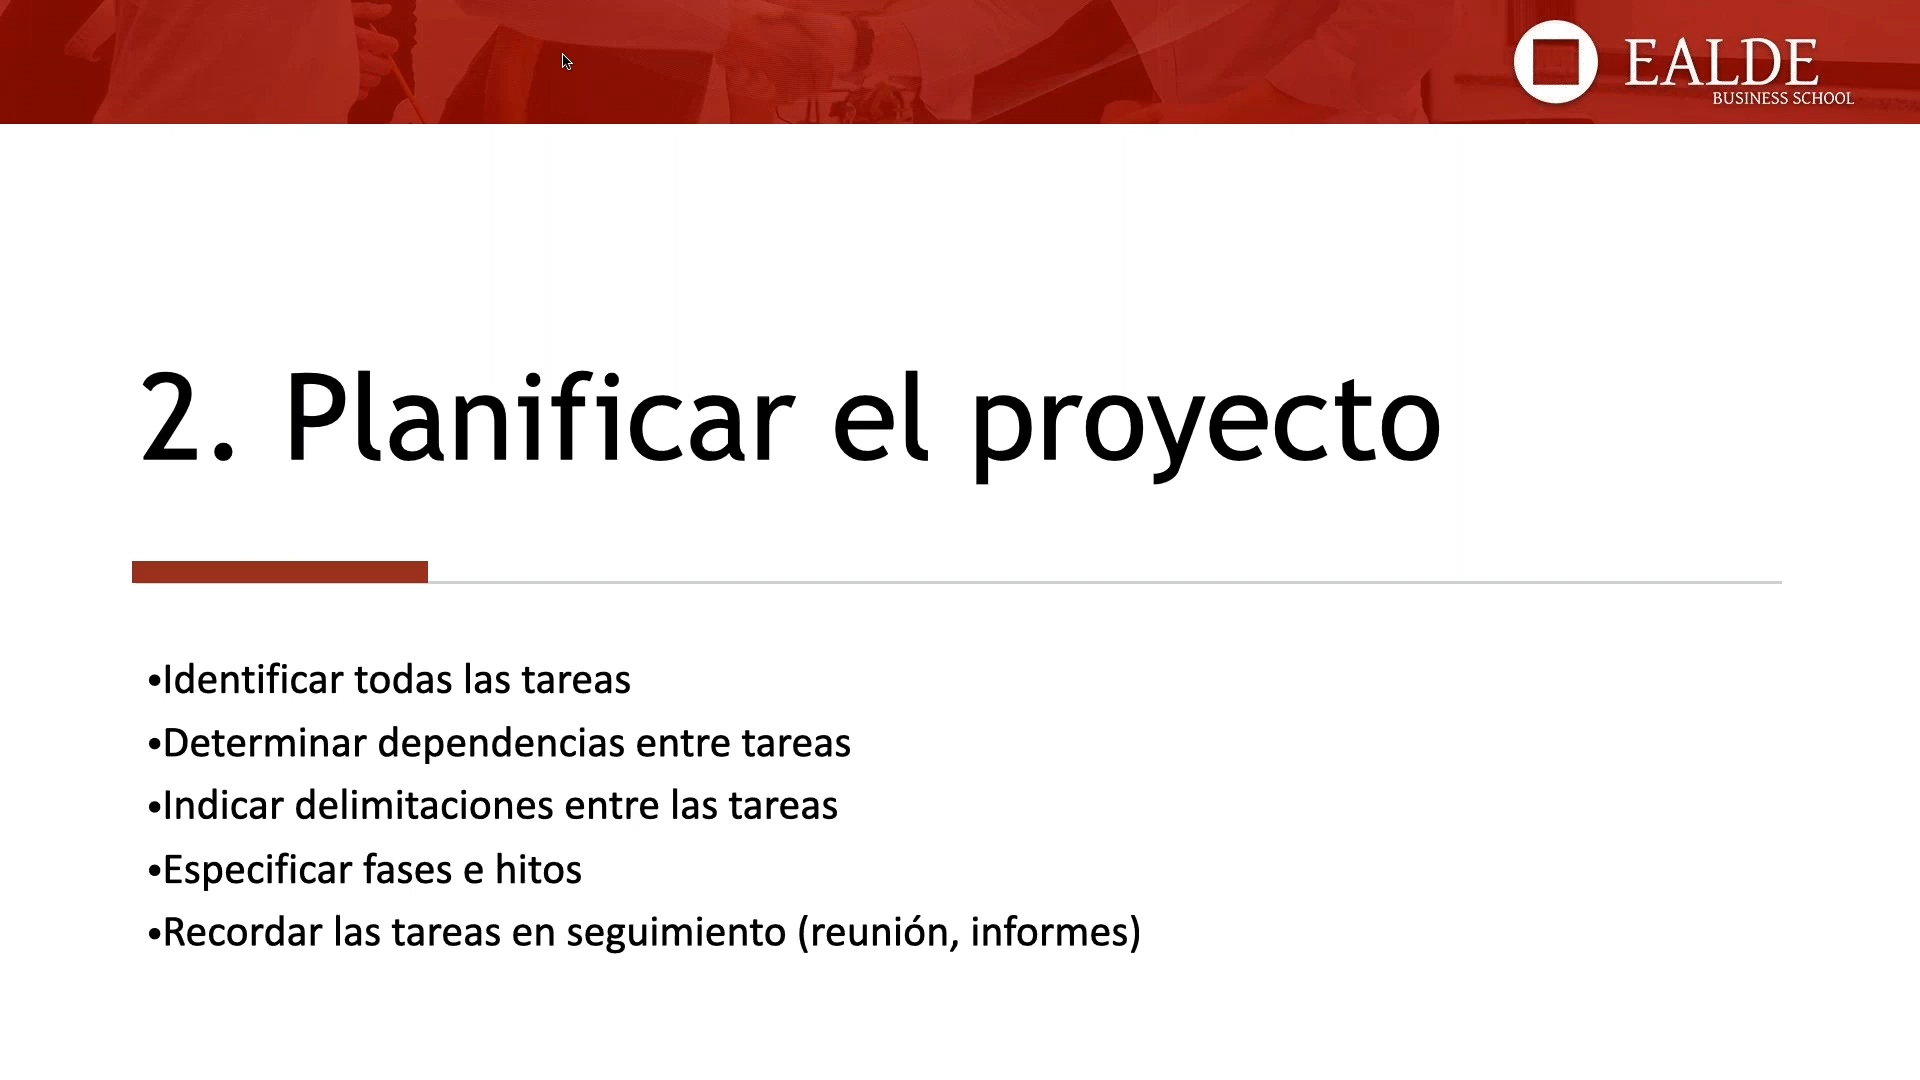 EALDE
BUSINESS SCHOOL
2. Planificar el proyecto
•Identificar todas las tareas
•Determinar dependencias entre tareas
•Indicar delimitaciones entre las tareas
•Especificar fases e hitos
•Recordar las tareas en seguimiento (reunión, informes)